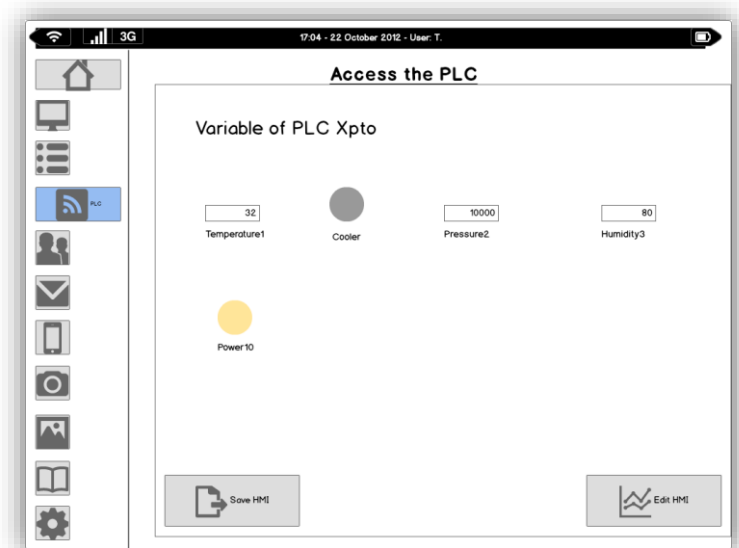 3G 17:04 - 22 October 2012 - User: T.
Access the PLC
Variable of PLC Xpto
PLC
32 10000 80
Temperature1 Cooler Pressure2 Humidity3
Power10
Save HMI Edit HMI